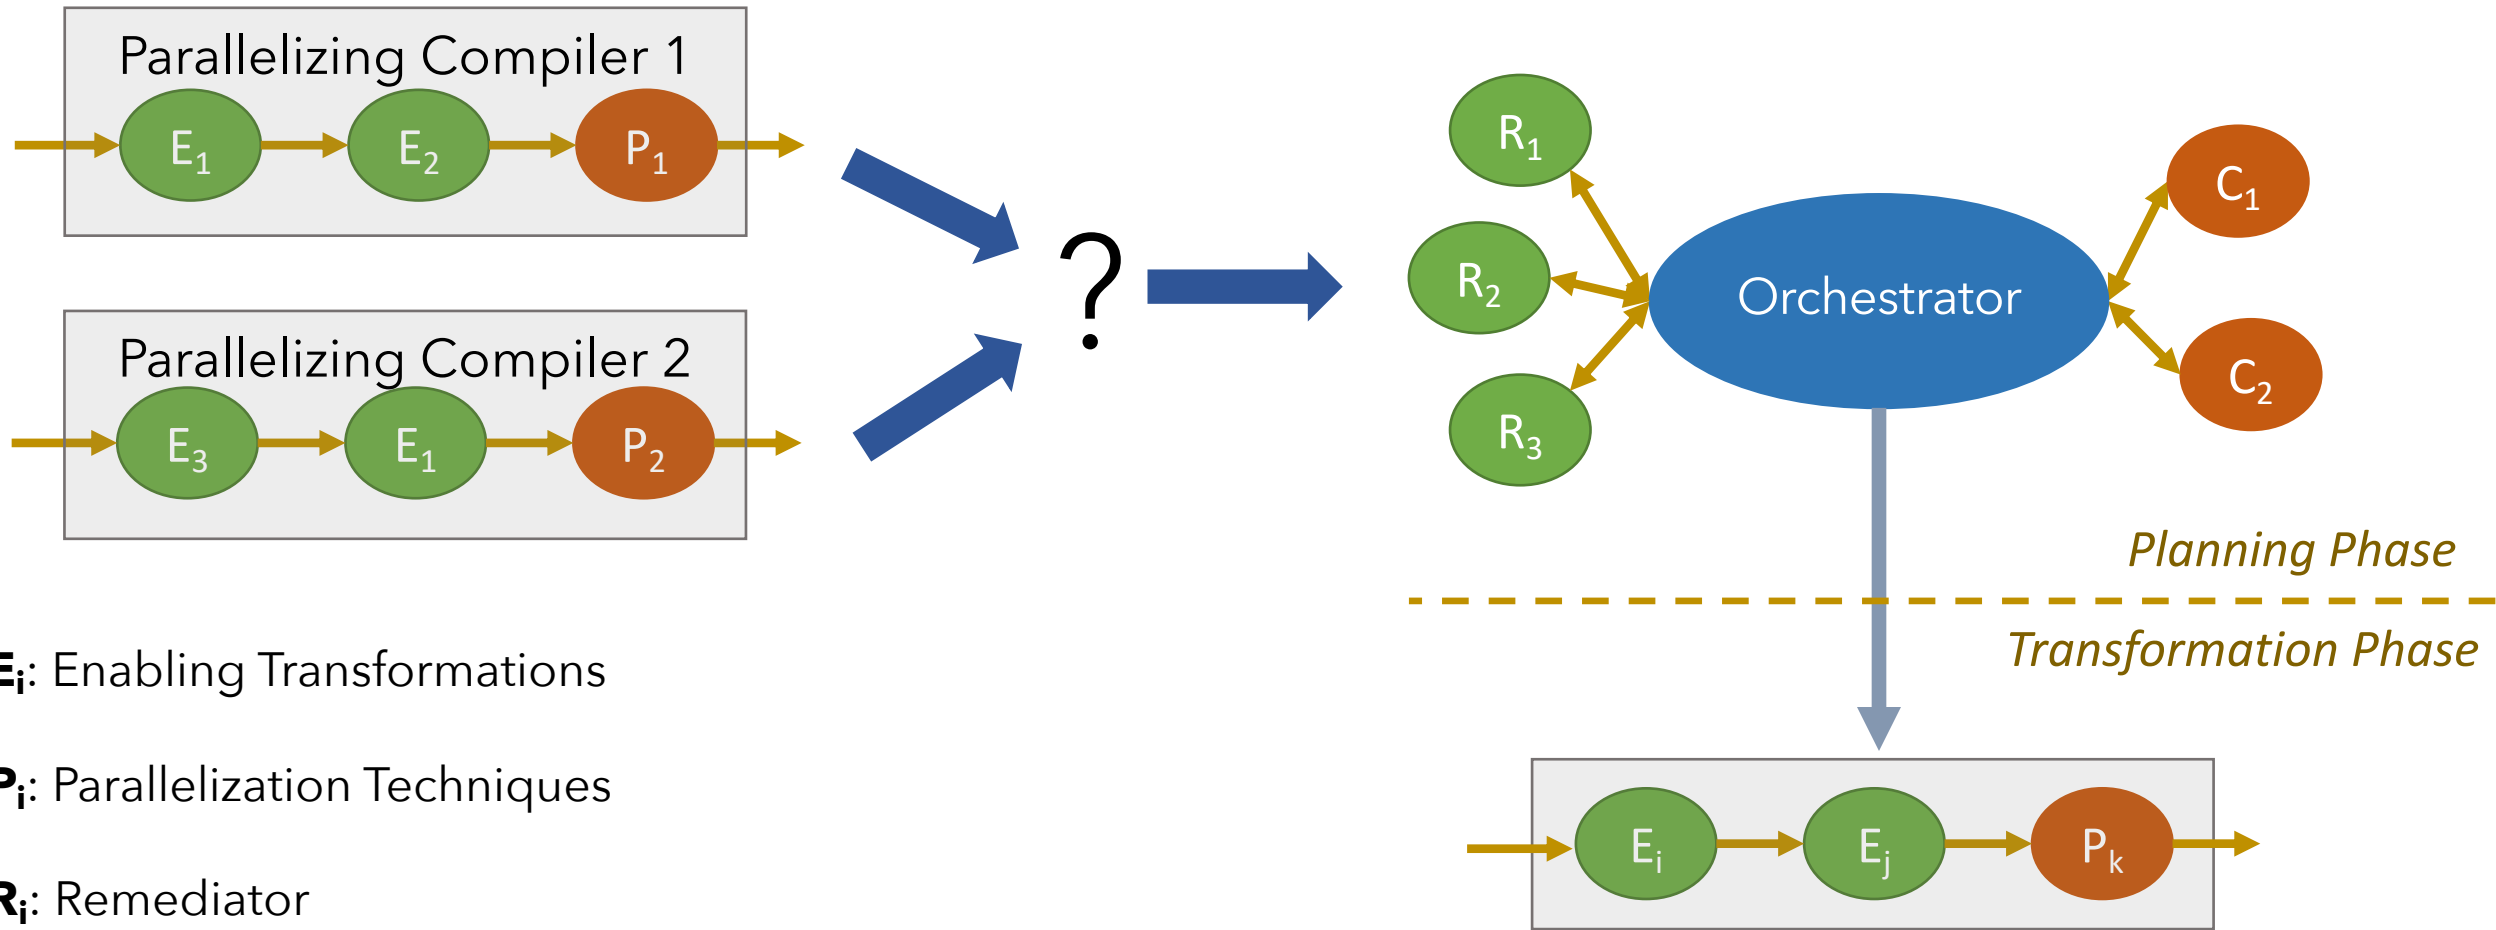 Parallelizing Compiler 1
E1
E2
P1
Parallelizing Compiler 2
E3
E1
P2
?
R1
R2
R3
Orchestrator
C1
C2
Planning Phase
Transformation Phase
Ei
Ej
Pk
Ei: Enabling Transformations
Pi: Parallelization Techniques
Ri: Remediator